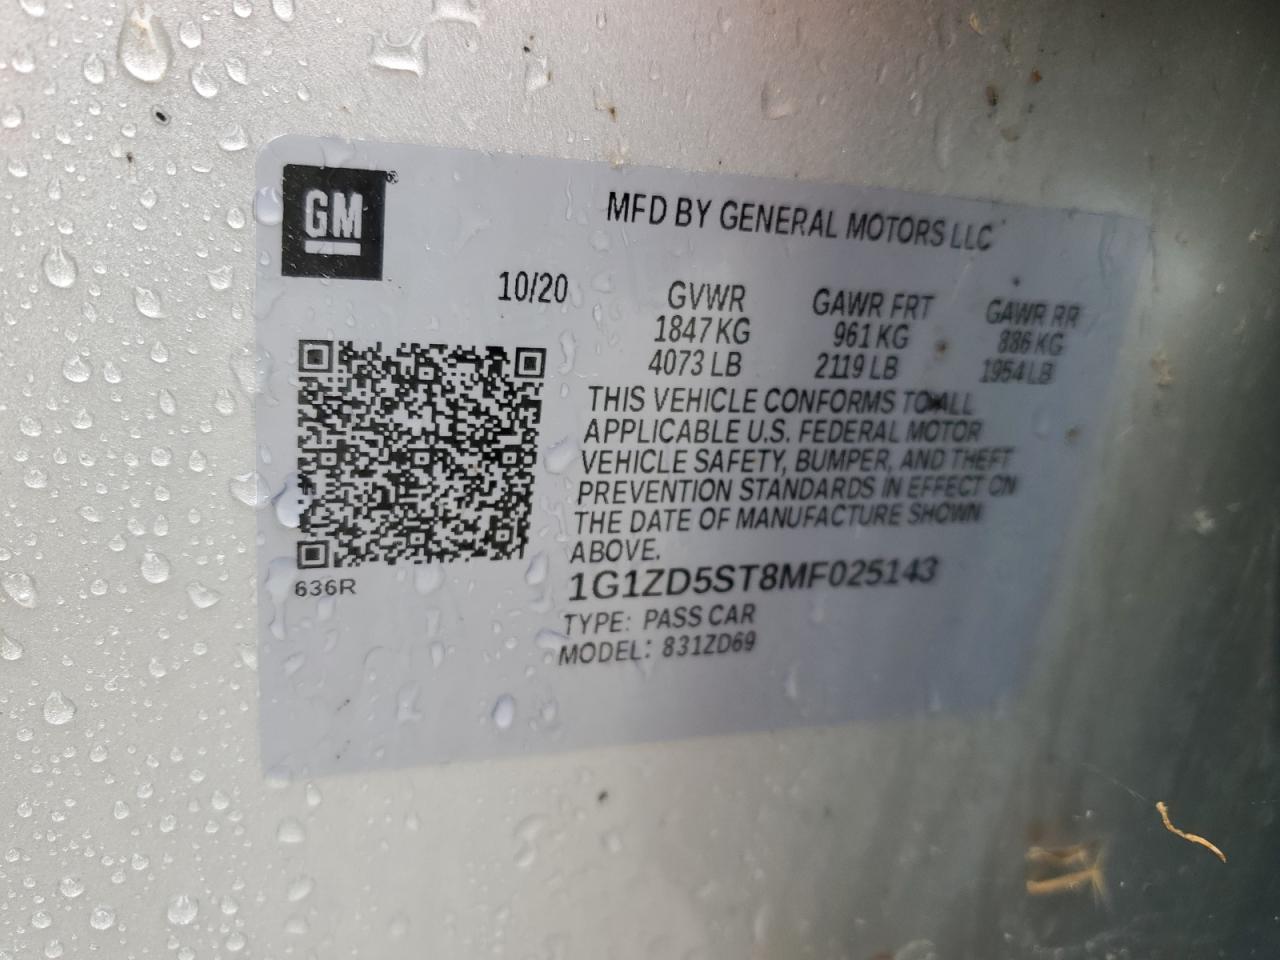 GM®
MFD BY GENERAL MOTORS LLC
10/20
GVWR GAWR FRT GAWR RR
1847 KG 961 KG 886 KG
4073 LB 2119 LB 1954 LB
THIS VEHICLE CONFORMS TO ALL
APPLICABLE U.S. FEDERAL MOTOR
VEHICLE SAFETY, BUMPER, AND THEFT
PREVENTION STANDARDS IN EFFECT ON
THE DATE OF MANUFACTURE SHOWN
ABOVE.
636R
1G1ZD5ST8MF025143
TYPE: PASS CAR
MODEL: 831ZD69